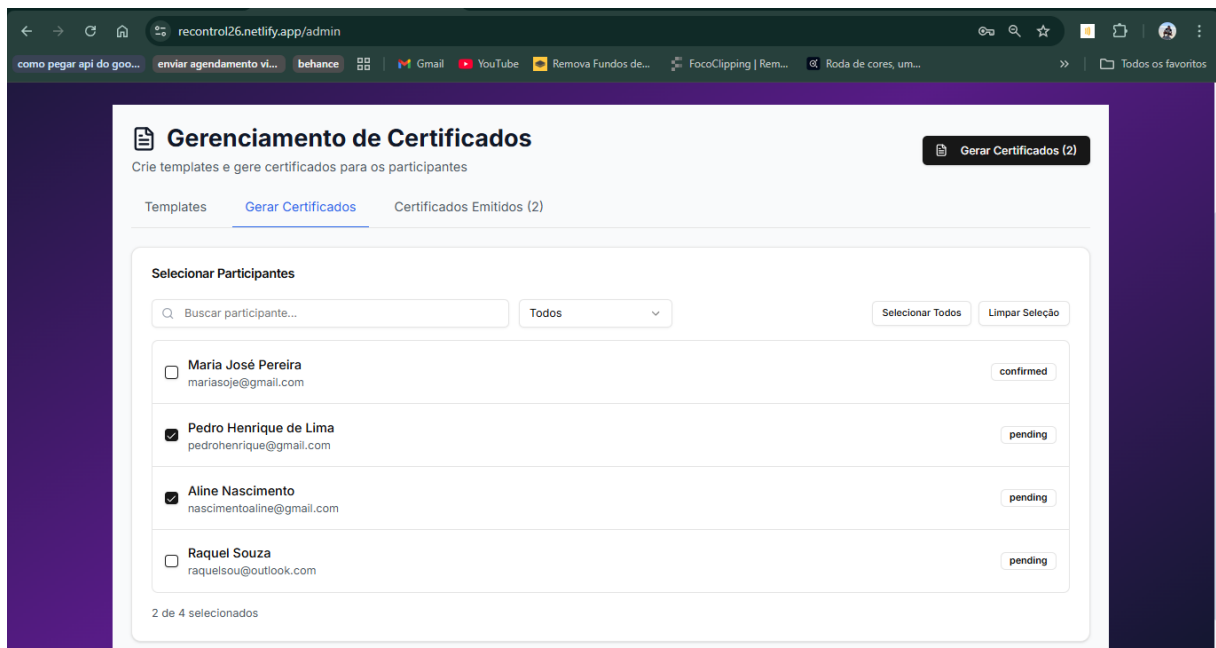 recontrol26.netlify.app/admin
como pegar api do goo... enviar agendamento vi... behance Gmail YouTube Remova Fundos de... FocoClipping | Rem... Roda de cores, um... » Todos os favoritos
Gerenciamento de Certificados
Crie templates e gere certificados para os participantes
Gerar Certificados (2)
Templates Gerar Certificados Certificados Emitidos (2)
Selecionar Participantes
Buscar participante... Todos Selecionar Todos Limpar Seleção
Maria José Pereira
mariasoje@gmail.com
confirmed
Pedro Henrique de Lima
pedrohenrique@gmail.com
pending
Aline Nascimento
nascimentoaline@gmail.com
pending
Raquel Souza
raquelsou@outlook.com
pending
2 de 4 selecionados